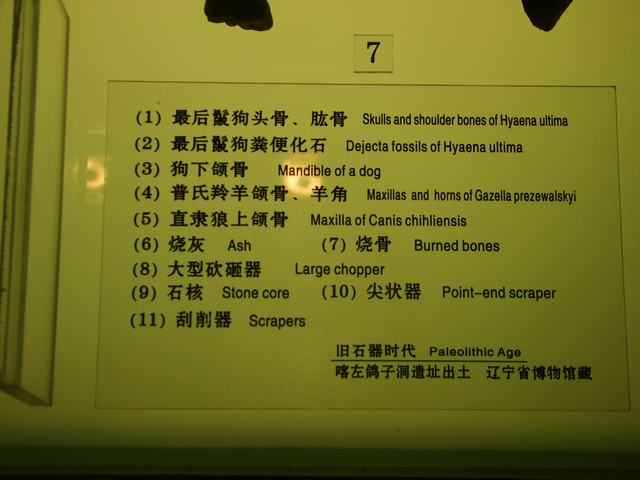 7
(1) 最后鬣狗头骨、肱骨 Skulls and shoulder bones of Hyaena ultima
(2) 最后鬣狗粪便化石 Dejecta fossils of Hyaena ultima
(3) 狗下颌骨 Mandible of a dog
(4) 普氏羚羊颌骨、羊角 Maxillas and horns of Gazella prezewalskyi
(5) 直隶狼上颌骨 Maxilla of Canis chihliensis
(6) 烧灰 Ash (7) 烧骨 Burned bones
(8) 大型砍砸器 Large chopper
(9) 石核 Stone core (10) 尖状器 Point-end scraper
(11) 刮削器 Scrapers
旧石器时代 Paleolithic Age
喀左鸽子洞遗址出土 辽宁省博物馆藏